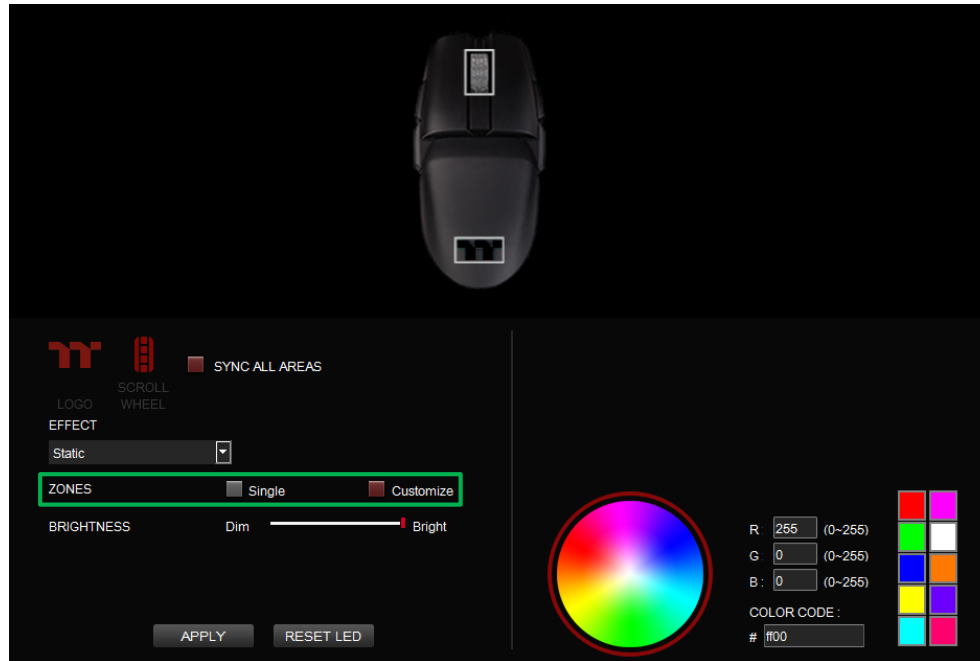 SYNC ALL AREAS
LOGO
SCROLL
WHEEL
EFFECT
Static
ZONES Single Customize
BRIGHTNESS Dim Bright
APPLY RESET LED
R: 255 (0~255)
G: 0 (0~255)
B: 0 (0~255)
COLOR CODE :
# ff00